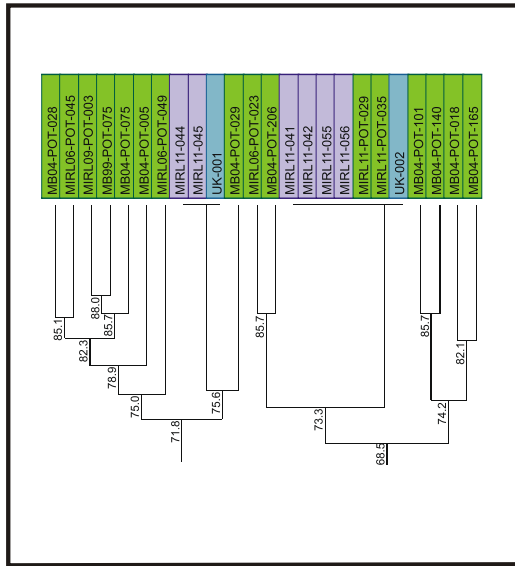 MB04-POT-028
MIRL06-POT-045
MIRL09-POT-003
MB99-POT-075
MB04-POT-075
MB04-POT-005
MIRL06-POT-049
MIRL11-044
MIRL11-045
UK-001
MB04-POT-029
MIRL06-POT-023
MB04-POT-206
MIRL11-041
MIRL11-042
MIRL11-055
MIRL11-056
MIRL11-POT-029
MIRL11-POT-035
UK-002
MB04-POT-101
MB04-POT-140
MB04-POT-018
MB04-POT-165
85.1
88.0
85.7
82.3
78.9
75.0
71.8
75.6
85.7
73.3
68.5
85.7
74.2
82.1